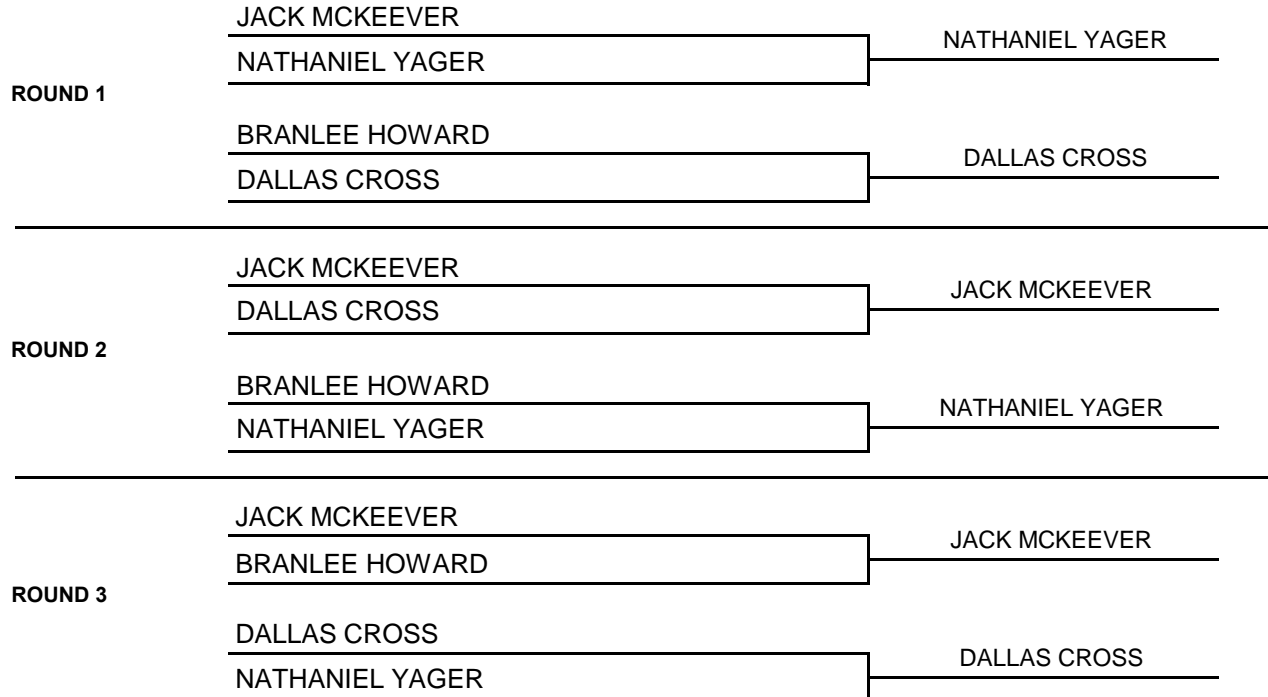 JACK MCKEEVER
NATHANIEL YAGER
NATHANIEL YAGER
ROUND 1
BRANLEE HOWARD
DALLAS CROSS
DALLAS CROSS
JACK MCKEEVER
JACK MCKEEVER
DALLAS CROSS
ROUND 2
BRANLEE HOWARD
NATHANIEL YAGER
NATHANIEL YAGER
JACK MCKEEVER
JACK MCKEEVER
BRANLEE HOWARD
ROUND 3
DALLAS CROSS
DALLAS CROSS
NATHANIEL YAGER